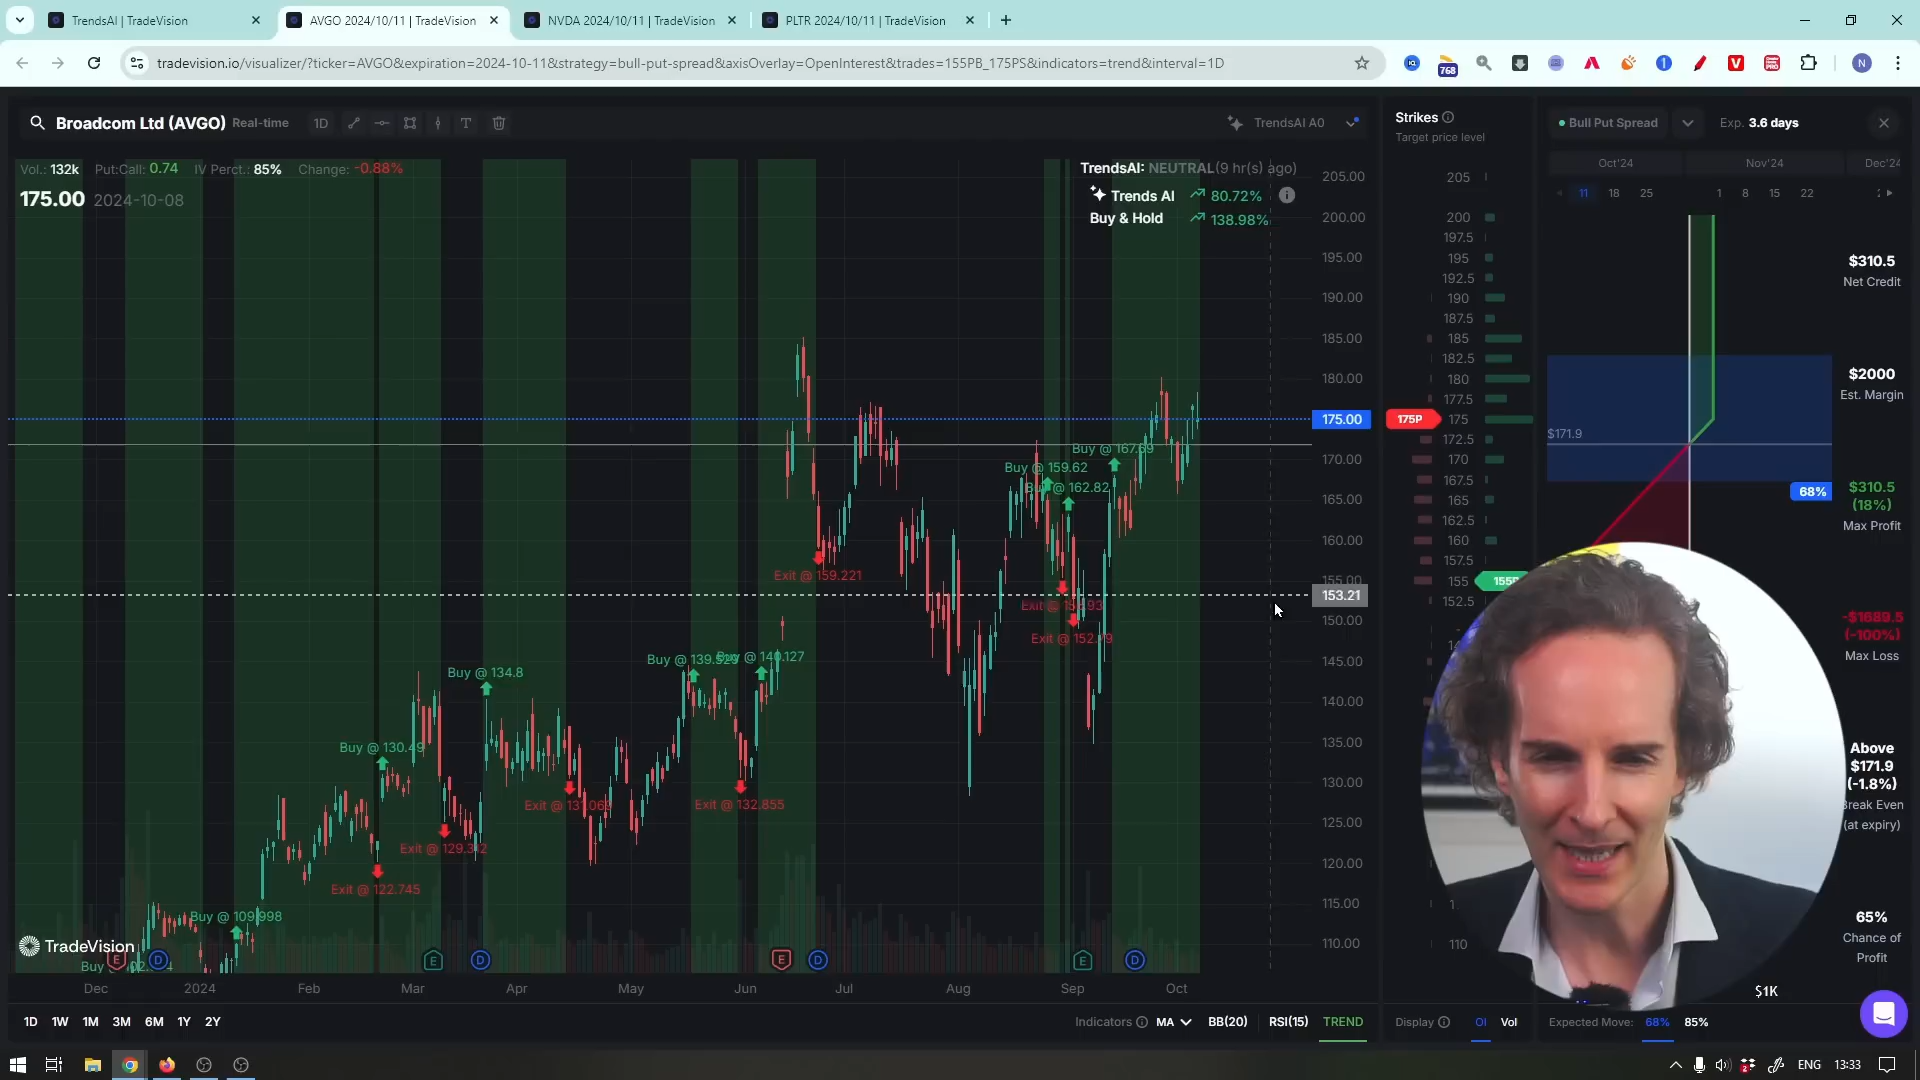 TrendsAI | TradeVision
AVGO 2024/10/11 | TradeVision
NVDA 2024/10/11 | TradeVision
PLTR 2024/10/11 | TradeVision
tradevision.io/visualizer/?ticker=AVGO&expiration=2024-10-11&strategy=bull-put-spread&axisOverlay=OpenInterest&trades=155PB_175PS&indicators=trend&interval=1D
768
N
Broadcom Ltd (AVGO) Real-time 1D T
TrendsAI A0
Vol.: 132k Put:Call: 0.74 IV Perct.: 85% Change: -0.88%
175.00 2024-10-08
TrendsAI: NEUTRAL (9 hr(s) ago)
Trends AI 80.72%
Buy & Hold 138.98%
205.00
200.00
195.00
190.00
185.00
180.00
175.00
170.00
165.00
160.00
155.00
153.21
150.00
145.00
140.00
135.00
130.00
125.00
120.00
115.00
110.00
Buy @ 167.69
Buy @ 159.62
@ 162.82
Exit @ 159.221
Exit @
Exit @
Buy @ 139.529
Buy @ 140.127
Buy @ 134.8
Buy @ 130.49
Exit @
Exit @ 132.855
Exit @ 129.312
Exit @ 122.745
Buy @ 109.998
Buy
TradeVision
E D E D E D E D
Dec 2024 Feb Mar Apr May Jun Jul Aug Sep Oct
1D 1W 1M 3M 6M 1Y 2Y
Indicators MA BB(20) RSI(15) TREND
Strikes
Target price level
205
200
197.5
195
192.5
190
187.5
185
182.5
180
177.5
175P 175
172.5
170
167.5
165
162.5
160
157.5
155
152.5
110
Display OI Vol
Bull Put Spread Exp. 3.6 days
Oct'24 Nov'24 Dec'24
11 18 25 1 8 15 22
$171.9
68%
$310.5
Net Credit
$2000
Est. Margin
$310.5
(18%)
Max Profit
-$1689.5
(-100%)
Max Loss
Above
$171.9
(-1.8%)
Break Even
(at expiry)
65%
Chance of
Profit
$1K
Expected Move: 68% 85%
ENG 13:33